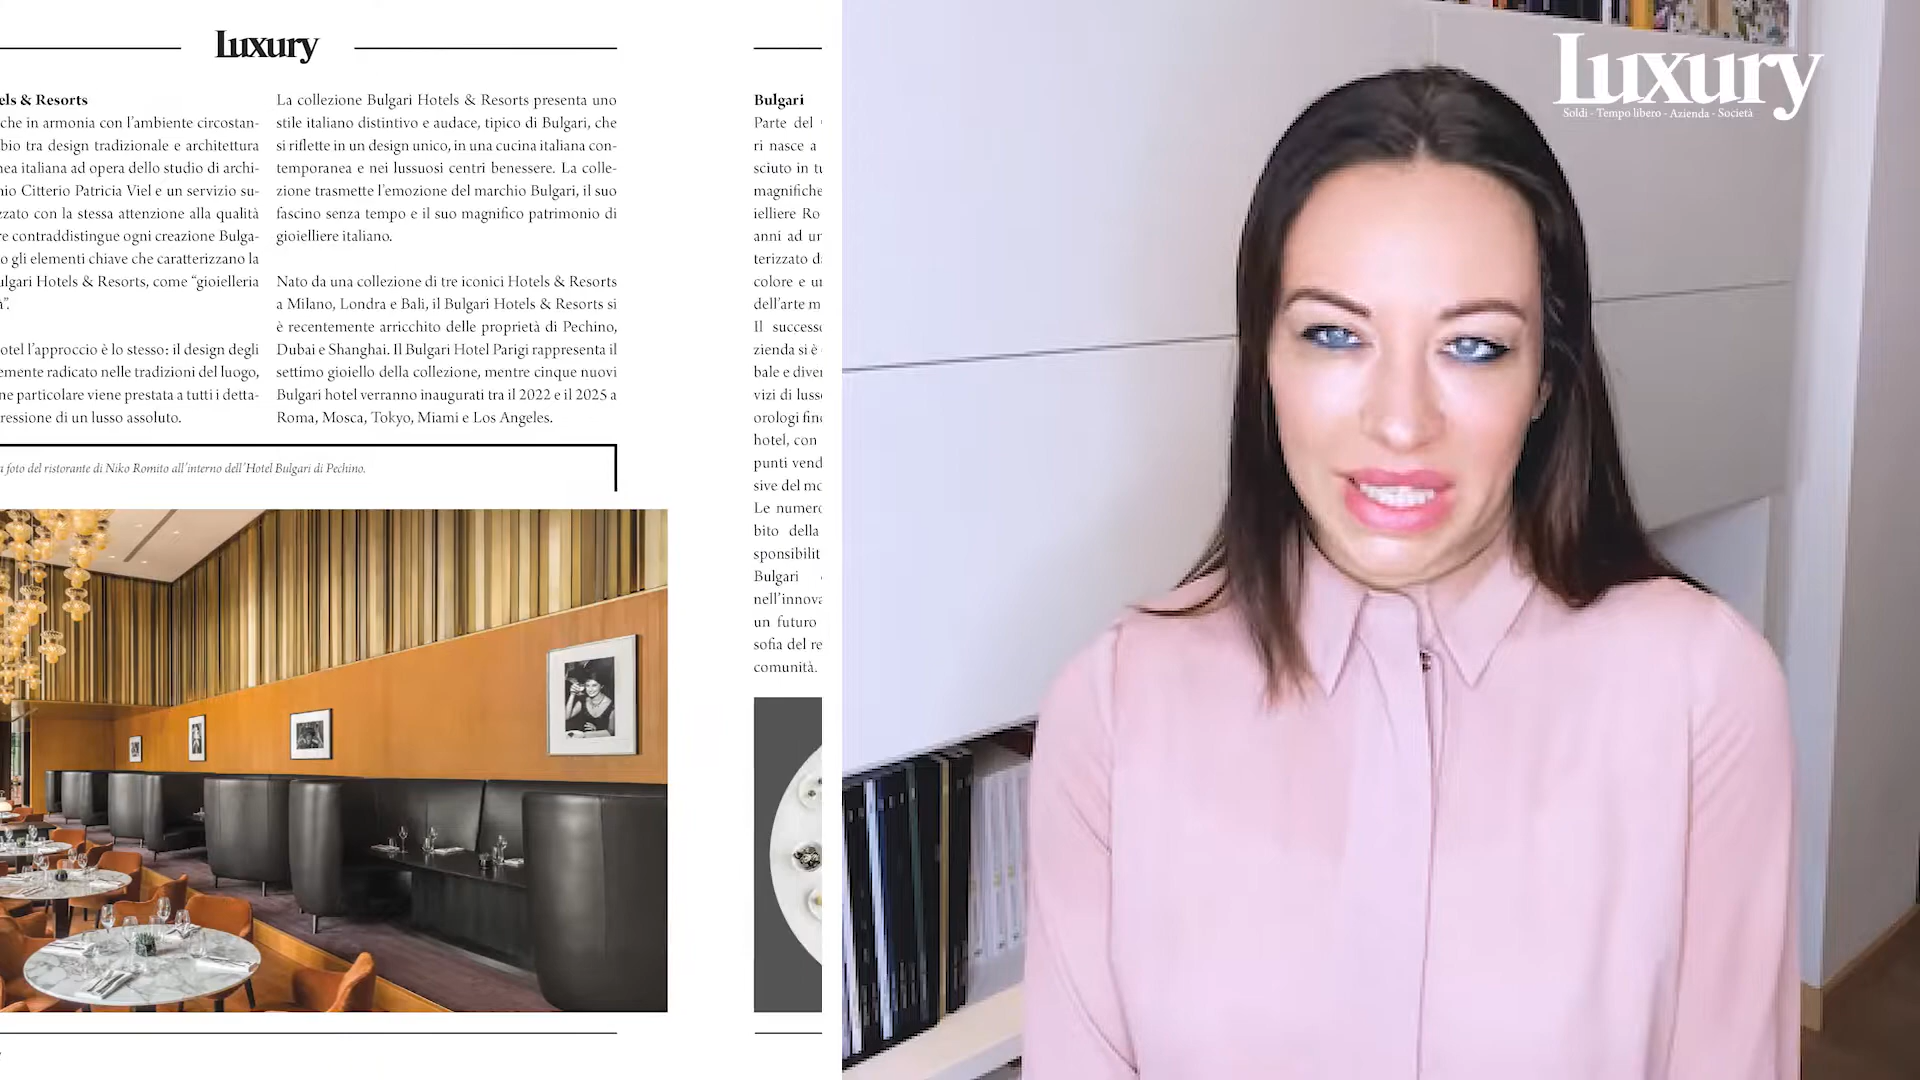 Luxury
els & Resorts
che in armonia con l’ambiente circostan-
bio tra design tradizionale e architettura
nea italiana ad opera dello studio di archi-
nio Citterio Patricia Viel e un servizio su-
zzato con la stessa attenzione alla qualità
re contraddistingue ogni creazione Bulga-
o gli elementi chiave che caratterizzano la
ulgari Hotels & Resorts, come “gioielleria
à”.
otel l’approccio è lo stesso: il design degli
emente radicato nelle tradizioni del luogo,
ne particolare viene prestata a tutti i detta-
ressione di un lusso assoluto.
La collezione Bulgari Hotels & Resorts presenta uno
stile italiano distintivo e audace, tipico di Bulgari, che
si riflette in un design unico, in una cucina italiana con-
temporanea e nei lussuosi centri benessere. La colle-
zione trasmette l’emozione del marchio Bulgari, il suo
fascino senza tempo e il suo magnifico patrimonio di
gioielliere italiano.
Nato da una collezione di tre iconici Hotels & Resorts
a Milano, Londra e Bali, il Bulgari Hotels & Resorts si
è recentemente arricchito delle proprietà di Pechino,
Dubai e Shanghai. Il Bulgari Hotel Parigi rappresenta il
settimo gioiello della collezione, mentre cinque nuovi
Bulgari hotel verranno inaugurati tra il 2022 e il 2025 a
Roma, Mosca, Tokyo, Miami e Los Angeles.
a foto del ristorante di Niko Romito all’interno dell’Hotel Bulgari di Pechino.
Bulgari
Parte del
ri nasce a
sciuto in tu
magnifiche
ielliere Ro
anni ad un
terizzato da
colore e un
dell’arte m
Il successo
zienda si è
bale e diver
vizi di lusso
orologi fino
hotel, con
punti vend
sive del mo
Le numero
bito della
sponsibilit
Bulgari
nell’innova
un futuro
sofia del re
comunità.
Luxury
Soldi - Tempo libero - Azienda - Società